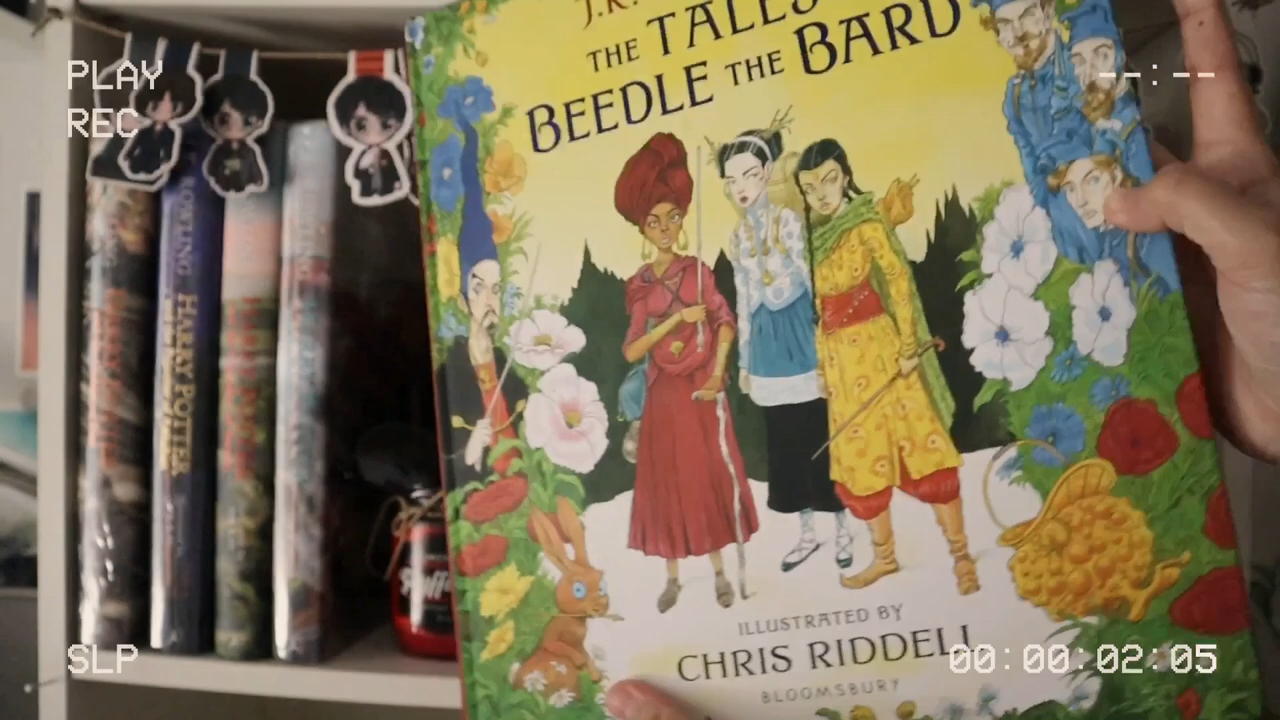 PLAY
REC
--:--
J.K.
THE TALES
BEEDLE THE BARD
HARRY POTTER
ILLUSTRATED BY
CHRIS RIDDELL
BLOOMSBURY
SLP
00:00:02:05